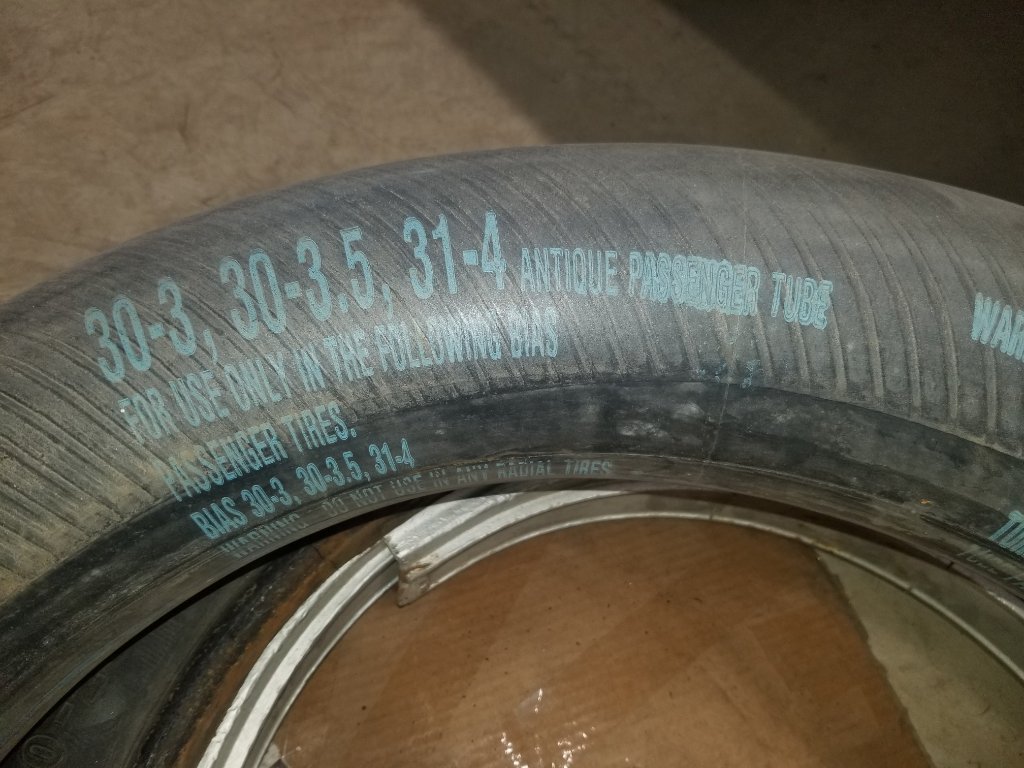 30-3, 30-3.5, 31-4 ANTIQUE PASSENGER TUBE
FOR USE ONLY IN THE FOLLOWING BIAS
PASSENGER TIRES.
BIAS 30-3, 30-3.5, 31-4
WARNING - DO NOT USE IN ANY RADIAL TIRES